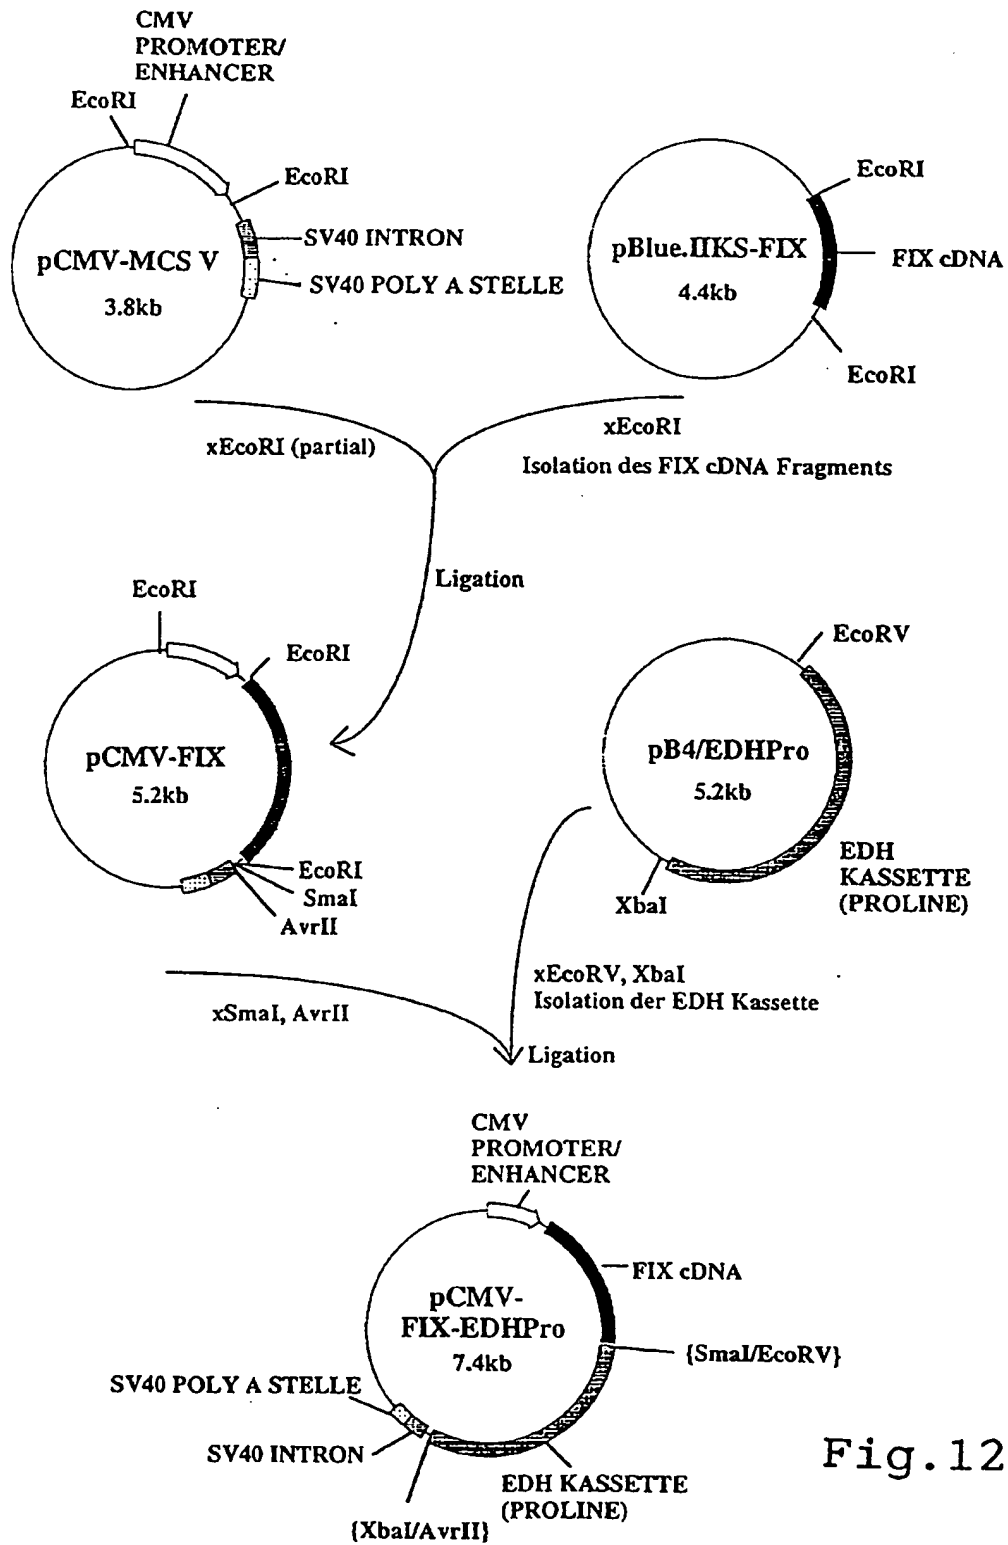 CMV
PROMOTER/
ENHANCER
EcoRI
EcoRI
SV40 INTRON
SV40 POLY A STELLE
pCMV-MCS V
3.8kb
EcoRI
pBlue.IIKS-FIX
4.4kb
FIX cDNA
EcoRI
xEcoRI (partial)
xEcoRI
Isolation des FIX cDNA Fragments
Ligation
EcoRI
EcoRI
pCMV-FIX
5.2kb
EcoRI
SmaI
AvrII
EcoRV
pB4/EDHPro
5.2kb
EDH
KASSETTE
(PROLINE)
XbaI
xSmaI, AvrII
xEcoRV, XbaI
Isolation der EDH Kassette
Ligation
CMV
PROMOTER/
ENHANCER
FIX cDNA
pCMV-
FIX-EDHPro
7.4kb
{SmaI/EcoRV}
SV40 POLY A STELLE
SV40 INTRON
EDH KASSETTE
(PROLINE)
{XbaI/AvrII}
Fig.12